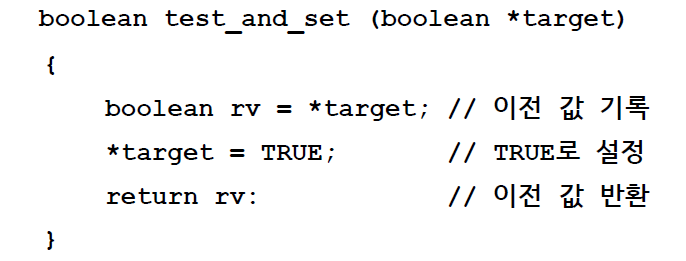 boolean test_and_set (boolean *target)
{
boolean rv = *target; // 이전 값 기록
*target = TRUE; // TRUE로 설정
return rv: // 이전 값 반환
}